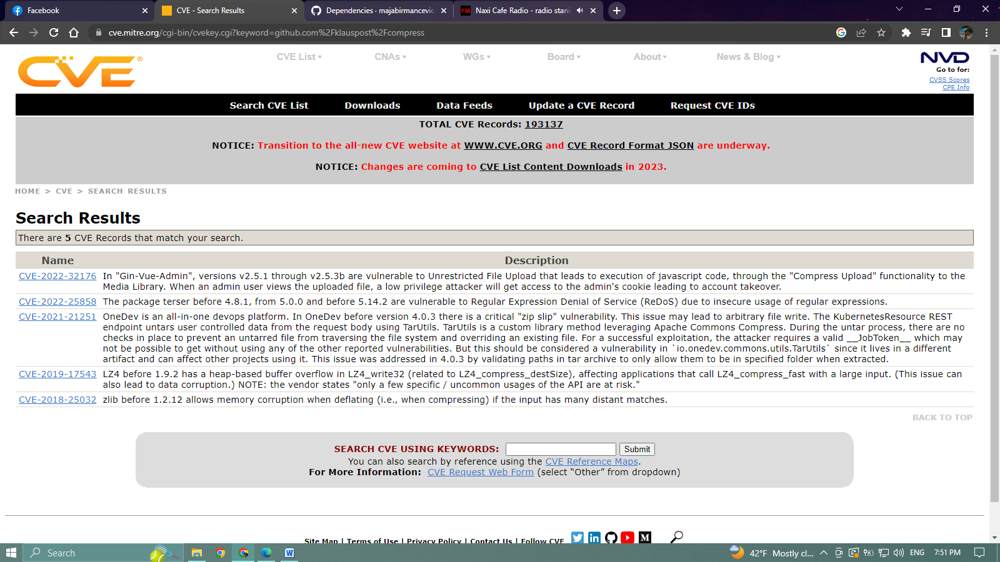 Facebook
CVE - Search Results
Dependencies · majabirmancevic
Naxi Cafe Radio - radio stani
cve.mitre.org/cgi-bin/cvekey.cgi?keyword=github.com%2Fklauspost%2Fcompress
CVE®
CVE List
CNAs
WGs
Board
About
News & Blog
NVD
Go to for:
CVSS Scores
CPE Info
Search CVE List
Downloads
Data Feeds
Update a CVE Record
Request CVE IDs
TOTAL CVE Records: 193137
NOTICE: Transition to the all-new CVE website at WWW.CVE.ORG and CVE Record Format JSON are underway.
NOTICE: Changes are coming to CVE List Content Downloads in 2023.
HOME > CVE > SEARCH RESULTS
Search Results
There are 5 CVE Records that match your search.
Name Description
CVE-2022-32176 In "Gin-Vue-Admin", versions v2.5.1 through v2.5.3b are vulnerable to Unrestricted File Upload that leads to execution of javascript code, through the "Compress Upload" functionality to the
Media Library. When an admin user views the uploaded file, a low privilege attacker will get access to the admin's cookie leading to account takeover.
CVE-2022-25858 The package terser before 4.8.1, from 5.0.0 and before 5.14.2 are vulnerable to Regular Expression Denial of Service (ReDoS) due to insecure usage of regular expressions.
CVE-2021-21251 OneDev is an all-in-one devops platform. In OneDev before version 4.0.3 there is a critical "zip slip" vulnerability. This issue may lead to arbitrary file write. The KubernetesResource REST
endpoint untars user controlled data from the request body using TarUtils. TarUtils is a custom library method leveraging Apache Commons Compress. During the untar process, there are no
checks in place to prevent an untarred file from traversing the file system and overriding an existing file. For a successful exploitation, the attacker requires a valid __JobToken__ which may
not be possible to get without using any of the other reported vulnerabilities. But this should be considered a vulnerability in `io.onedev.commons.utils.TarUtils` since it lives in a different
artifact and can affect other projects using it. This issue was addressed in 4.0.3 by validating paths in tar archive to only allow them to be in specified folder when extracted.
CVE-2019-17543 LZ4 before 1.9.2 has a heap-based buffer overflow in LZ4_write32 (related to LZ4_compress_destSize), affecting applications that call LZ4_compress_fast with a large input. (This issue can
also lead to data corruption.) NOTE: the vendor states "only a few specific / uncommon usages of the API are at risk."
CVE-2018-25032 zlib before 1.2.12 allows memory corruption when deflating (i.e., when compressing) if the input has many distant matches.
BACK TO TOP
SEARCH CVE USING KEYWORDS: Submit
You can also search by reference using the CVE Reference Maps.
For More Information: CVE Request Web Form (select “Other” from dropdown)
Site Map | Terms of Use | Privacy Policy | Contact Us | Follow CVE
Search
42°F Mostly cl...
ENG
7:51 PM